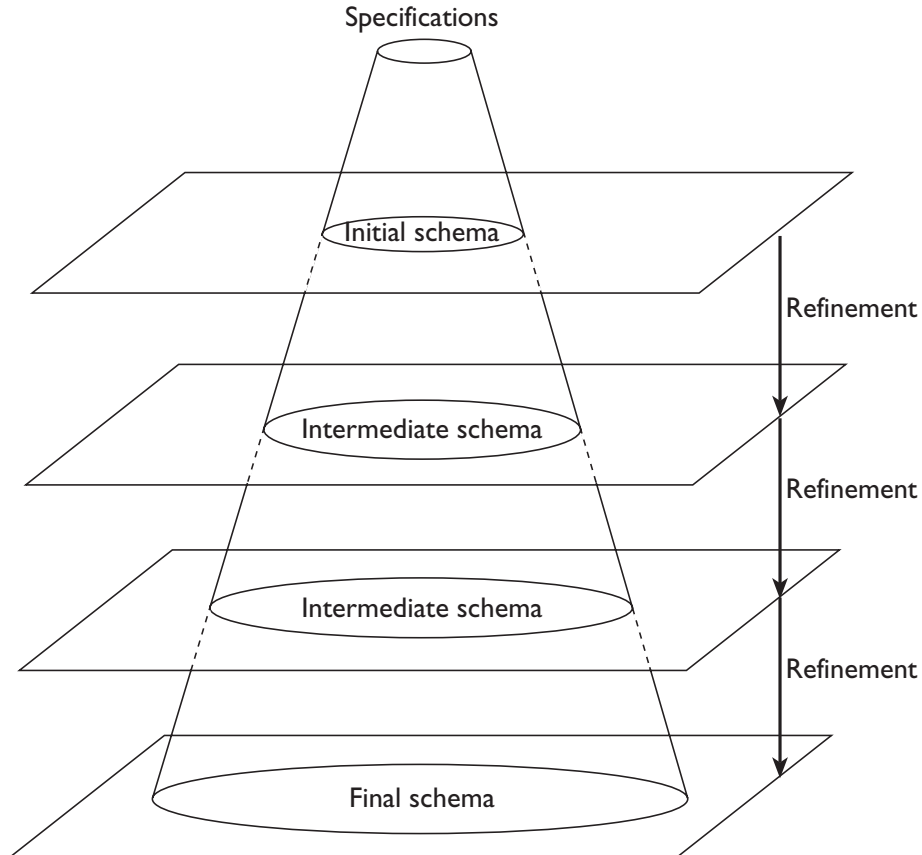 Specifications
Initial schema
Refinement
Intermediate schema
Refinement
Intermediate schema
Refinement
Final schema